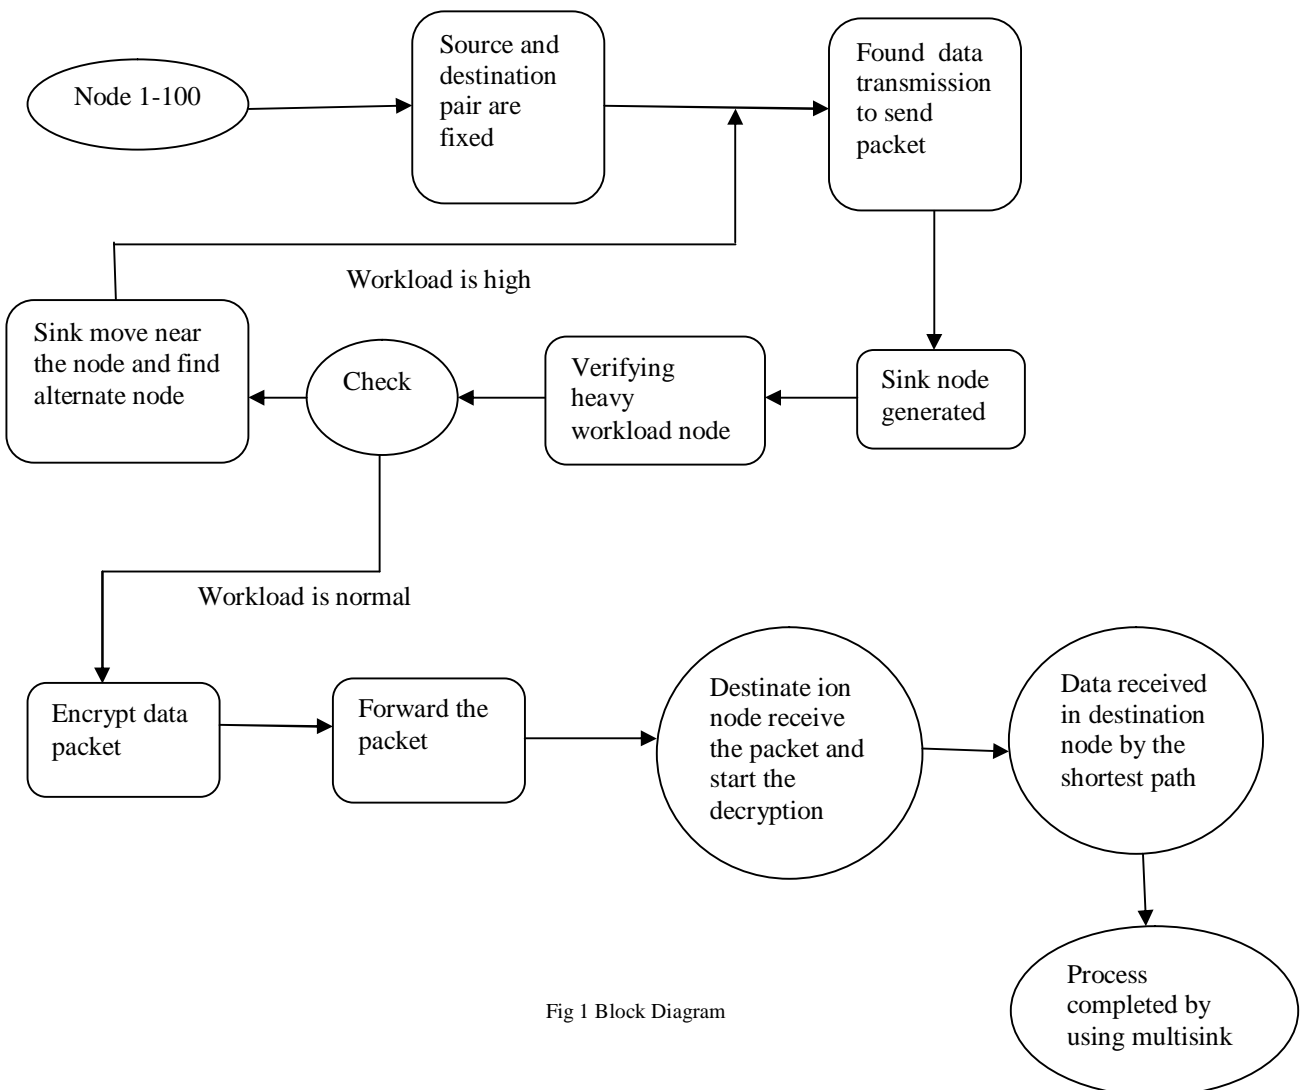 Node 1-100
Source and
destination
pair are
fixed
Found  data
transmission
to send
packet
Workload is high
Sink move near
the node and find
alternate node
Check
Verifying
heavy
workload node
Sink node
generated
Workload is normal
Encrypt data
packet
Forward the
packet
Destinate ion
node receive
the packet and
start the
decryption
Data received
in destination
node by the
shortest path
Process
completed by
using multisink
Fig 1 Block Diagram